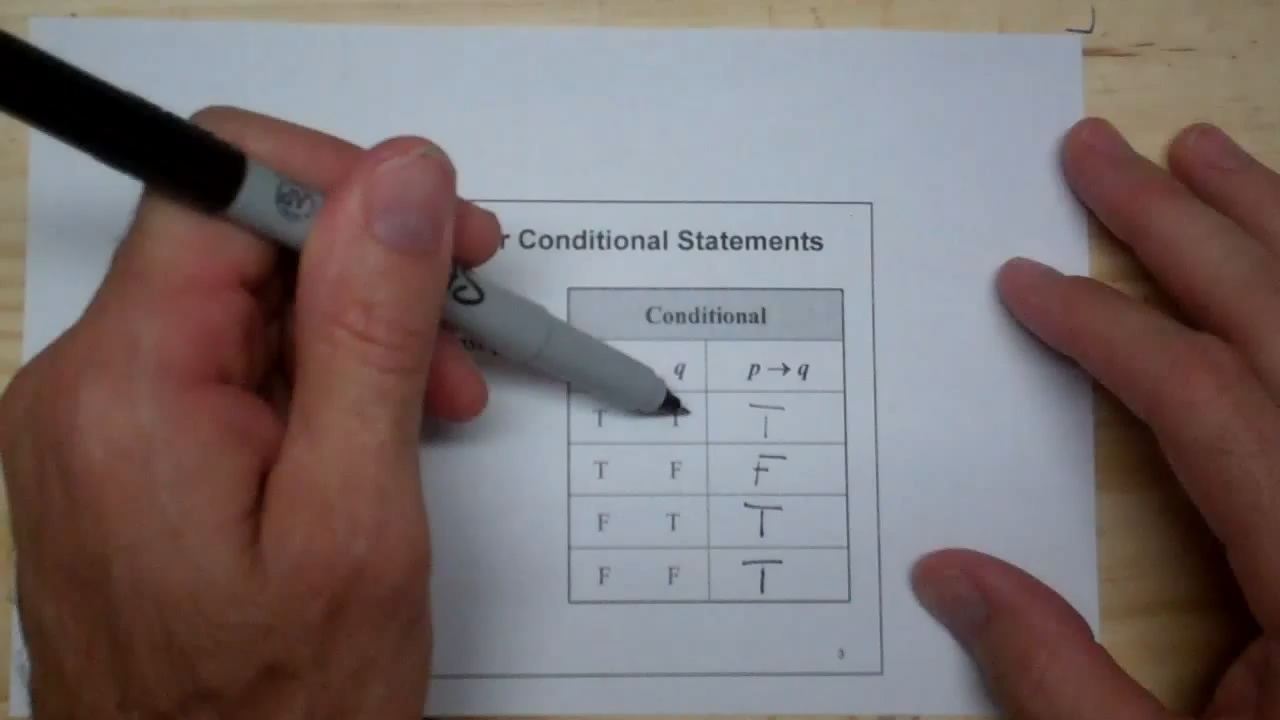 r Conditional Statements
Conditional
q p → q
T T T
T F F
F T T
F F T
3